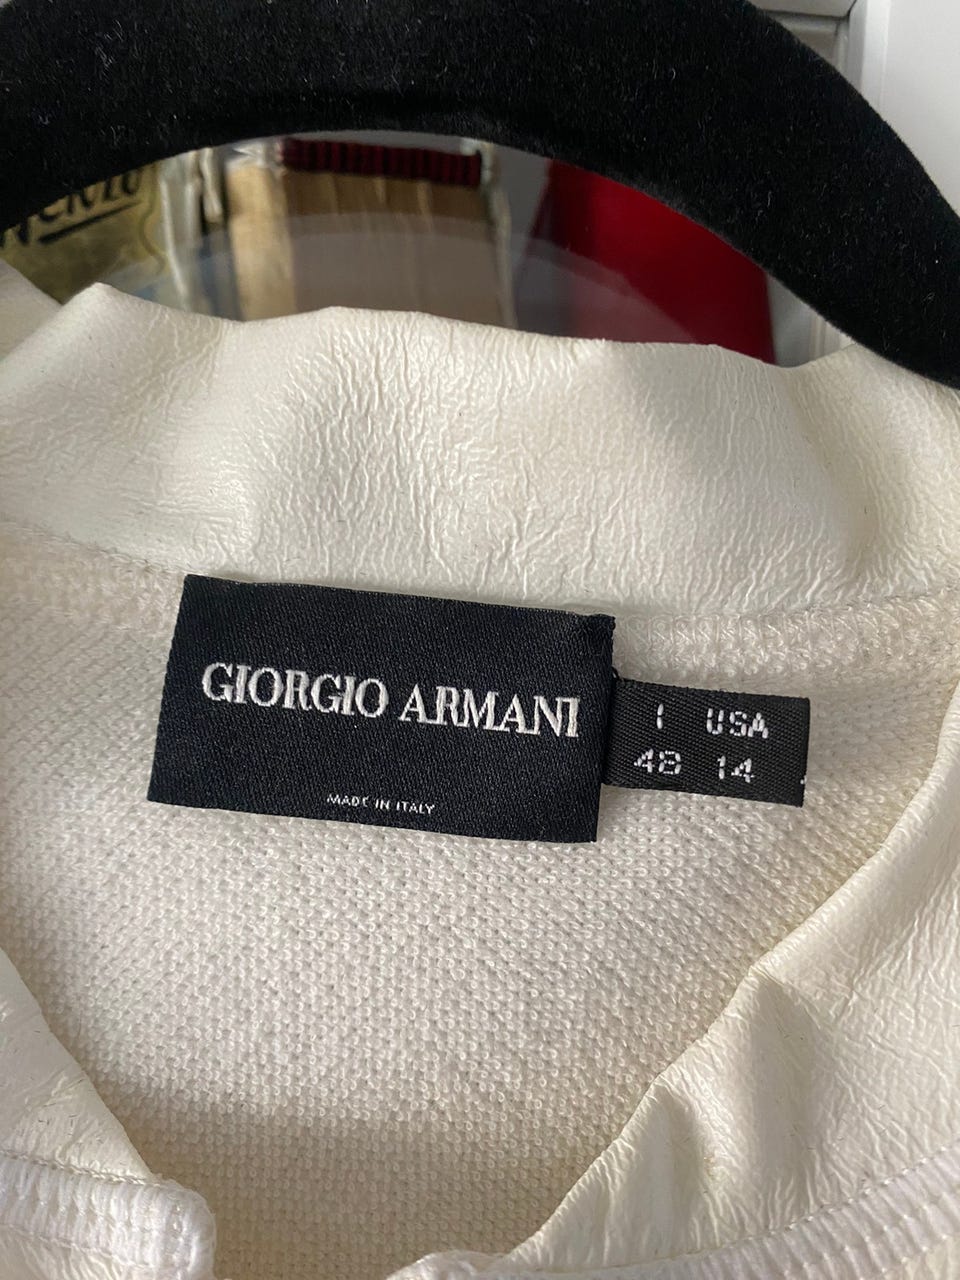 GIORGIO ARMANI
MADE IN ITALY
I USA
48 14